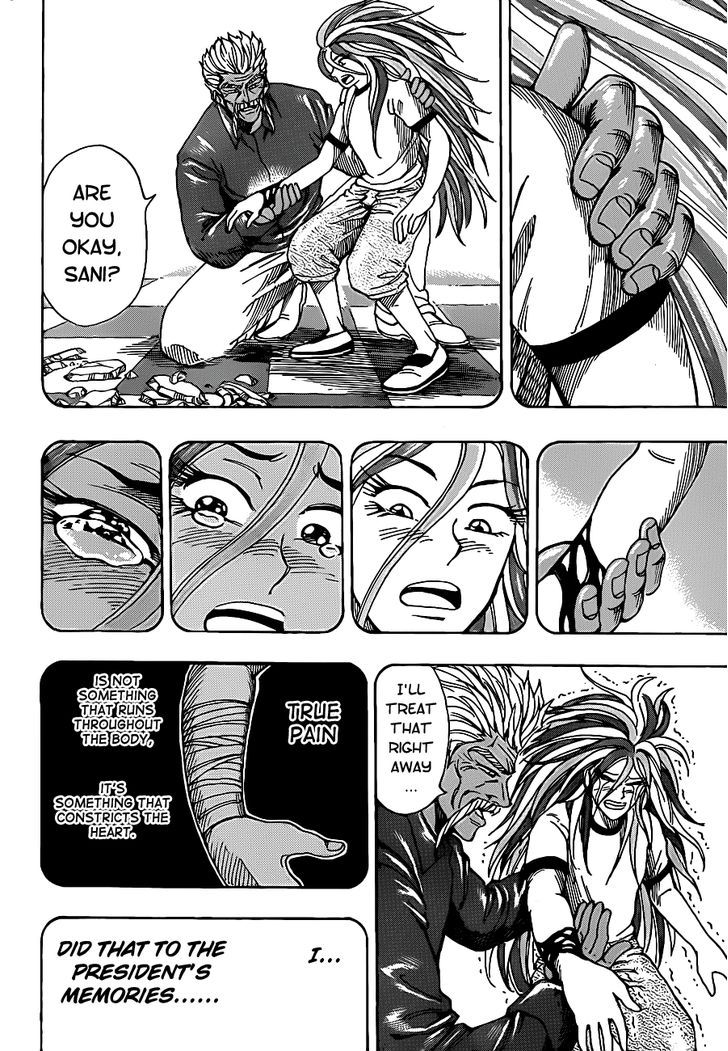 ARE
YOU
OKAY,
SANI?
TRUE
PAIN
IS NOT
SOMETHING
THAT RUNS
THROUGHOUT
THE BODY,
IT'S
SOMETHING THAT
CONSTRICTS THE
HEART.
I'LL
TREAT
THAT
RIGHT
AWAY
...
I...
DID THAT TO THE
PRESIDENT'S
MEMORIES......